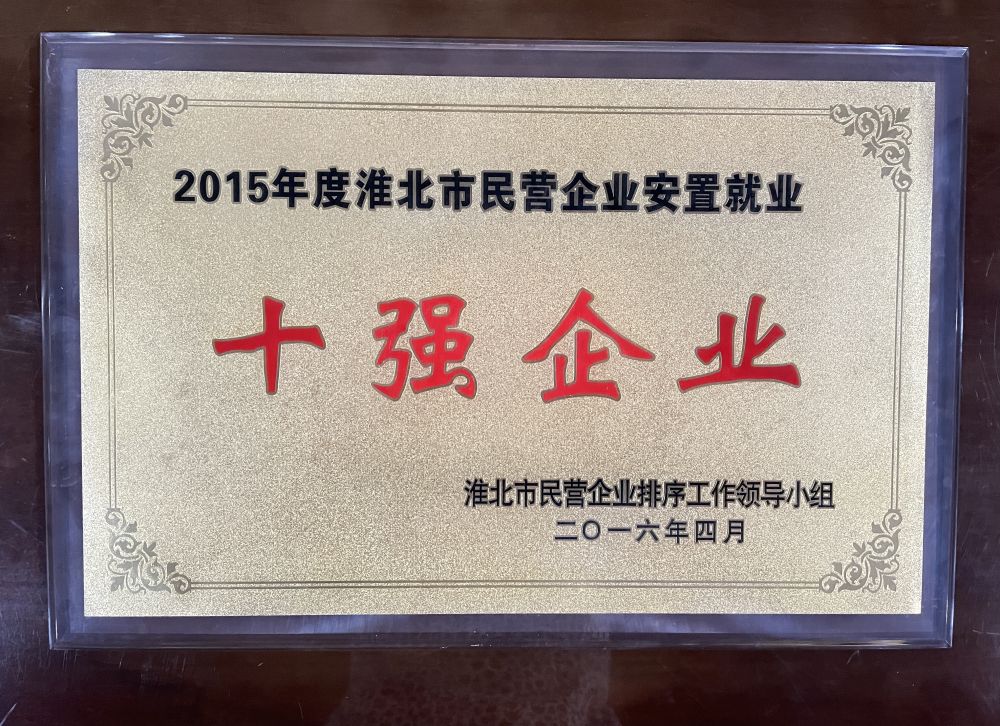 2015年度淮北市民营企业安置就业
十强企业
淮北市民营企业排序工作领导小组
二〇一六年四月